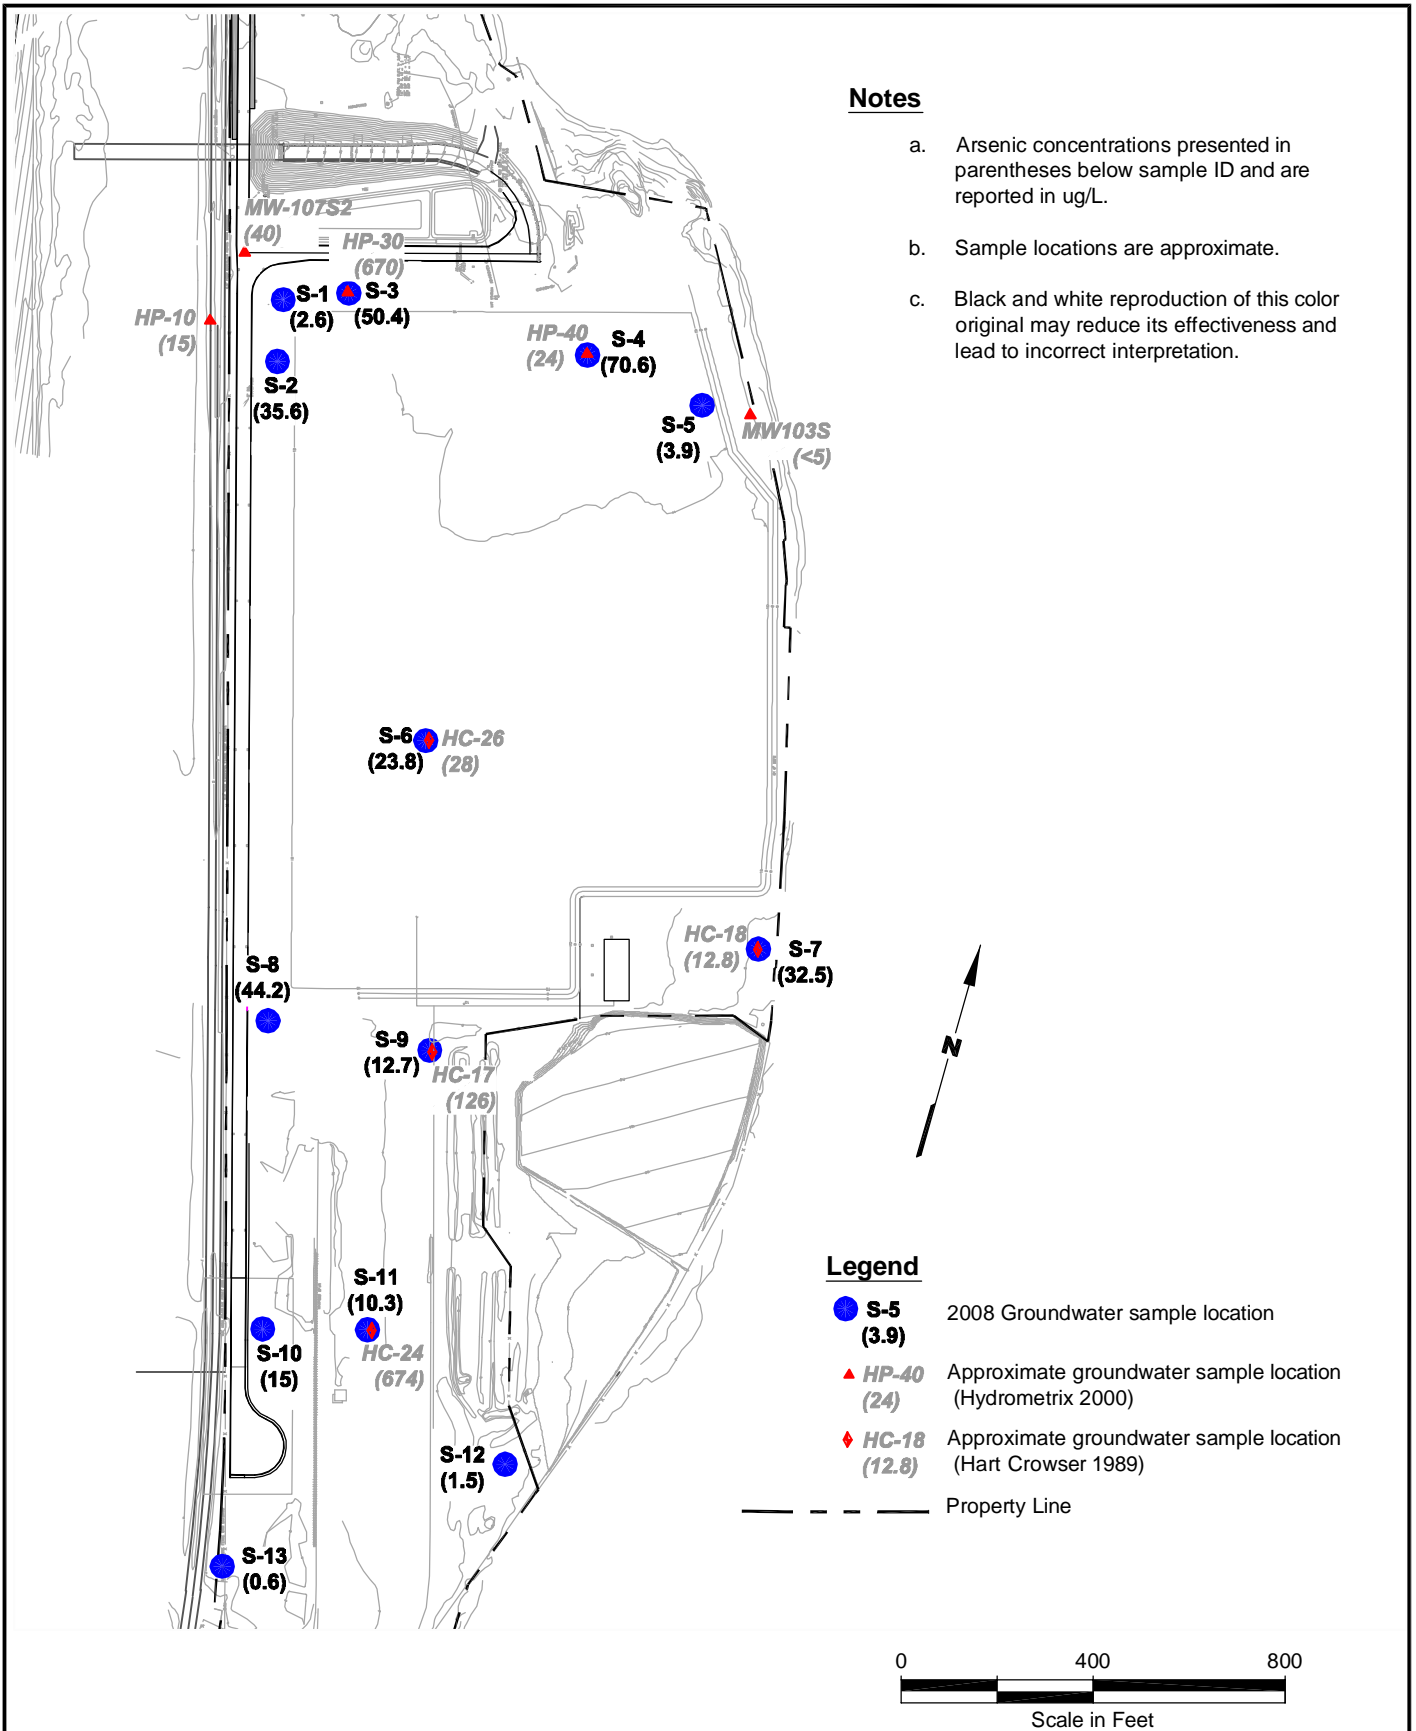 Notes
a. Arsenic concentrations presented in
parentheses below sample ID and are
reported in ug/L.
b. Sample locations are approximate.
c. Black and white reproduction of this color
original may reduce its effectiveness and
lead to incorrect interpretation.
MW-107S2
(40)
HP-30
(670)
S-1
(2.6)
S-3
(50.4)
HP-10
(15)
HP-40
(24)
S-4
(70.6)
S-2
(35.6)
S-5
(3.9)
MW103S
(<5)
S-6
(23.8)
HC-26
(28)
HC-18
(12.8)
S-7
(32.5)
S-8
(44.2)
S-9
(12.7)
HC-17
(126)
N
S-11
(10.3)
HC-24
(674)
S-10
(15)
S-12
(1.5)
S-13
(0.6)
Legend
S-5
(3.9)
2008 Groundwater sample location
HP-40
(24)
Approximate groundwater sample location
(Hydrometrix 2000)
HC-18
(12.8)
Approximate groundwater sample location
(Hart Crowser 1989)
Property Line
0 400 800
Scale in Feet